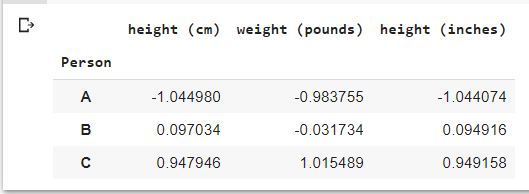 height (cm) weight (pounds) height (inches)
Person
A -1.044980 -0.983755 -1.044074
B 0.097034 -0.031734 0.094916
C 0.947946 1.015489 0.949158